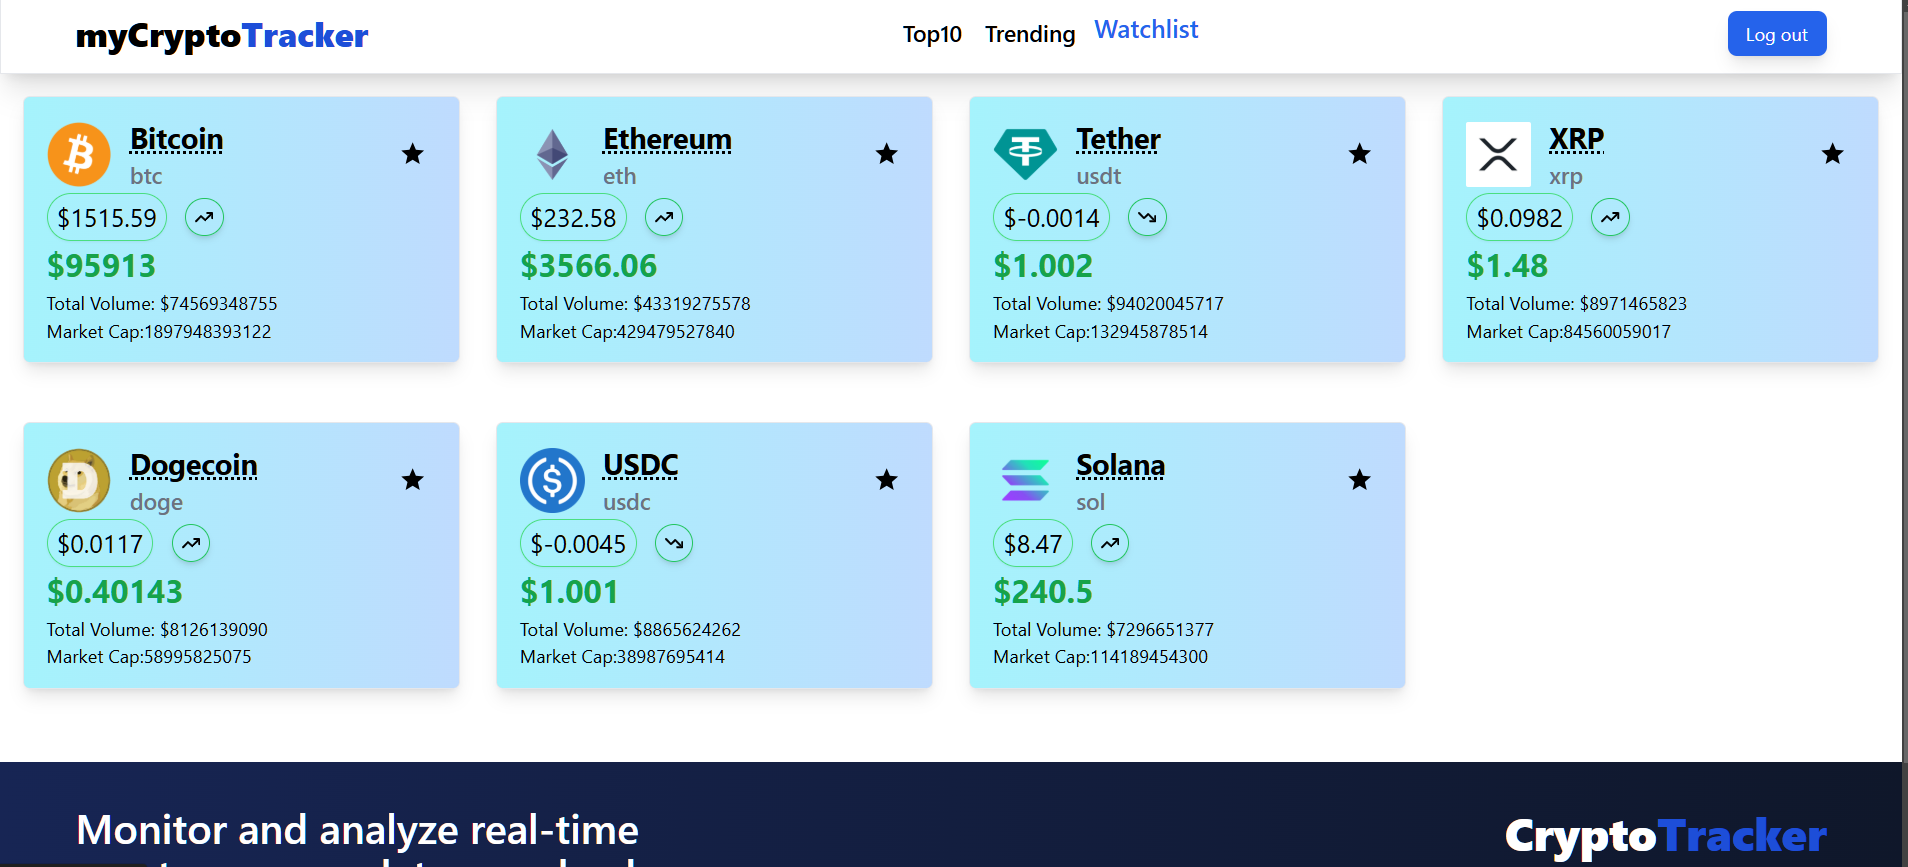 myCryptoTracker
Top10 Trending Watchlist
Log out
Bitcoin
btc
$1515.59
$95913
Total Volume: $74569348755
Market Cap:1897948393122
Ethereum
eth
$232.58
$3566.06
Total Volume: $43319275578
Market Cap:429479527840
Tether
usdt
$-0.0014
$1.002
Total Volume: $94020045717
Market Cap:132945878514
XRP
xrp
$0.0982
$1.48
Total Volume: $8971465823
Market Cap:84560059017
Dogecoin
doge
$0.0117
$0.40143
Total Volume: $8126139090
Market Cap:58995825075
USDC
usdc
$-0.0045
$1.001
Total Volume: $8865624262
Market Cap:38987695414
Solana
sol
$8.47
$240.5
Total Volume: $7296651377
Market Cap:114189454300
Monitor and analyze real-time
CryptoTracker